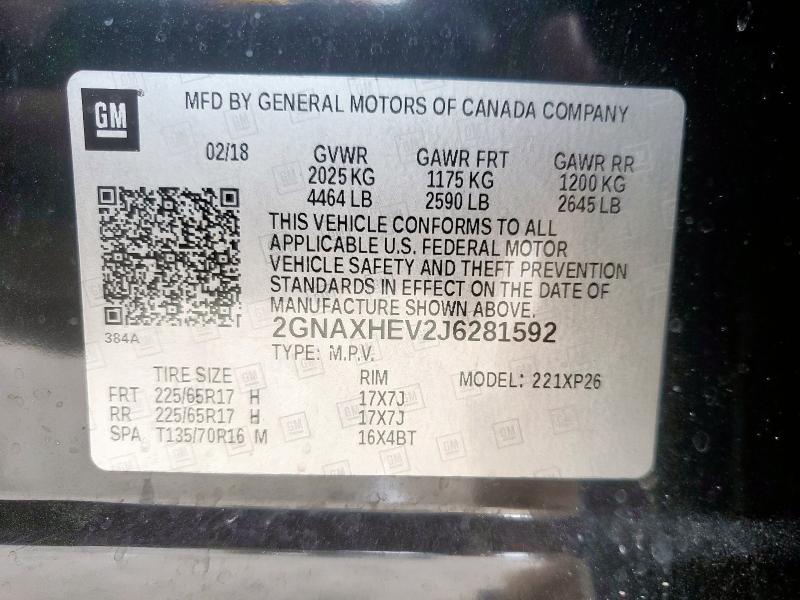 GM
MFD BY GENERAL MOTORS OF CANADA COMPANY
02/18 GVWR GAWR FRT GAWR RR
2025 KG 1175 KG 1200 KG
4464 LB 2590 LB 2645 LB
THIS VEHICLE CONFORMS TO ALL
APPLICABLE U.S. FEDERAL MOTOR
VEHICLE SAFETY AND THEFT PREVENTION
STANDARDS IN EFFECT ON THE DATE OF
MANUFACTURE SHOWN ABOVE.
384A 2GNAXHEV2J6281592
TYPE: M.P.V.
TIRE SIZE RIM MODEL: 221XP26
FRT 225/65R17 H 17X7J
RR 225/65R17 H 17X7J
SPA T135/70R16 M 16X4BT